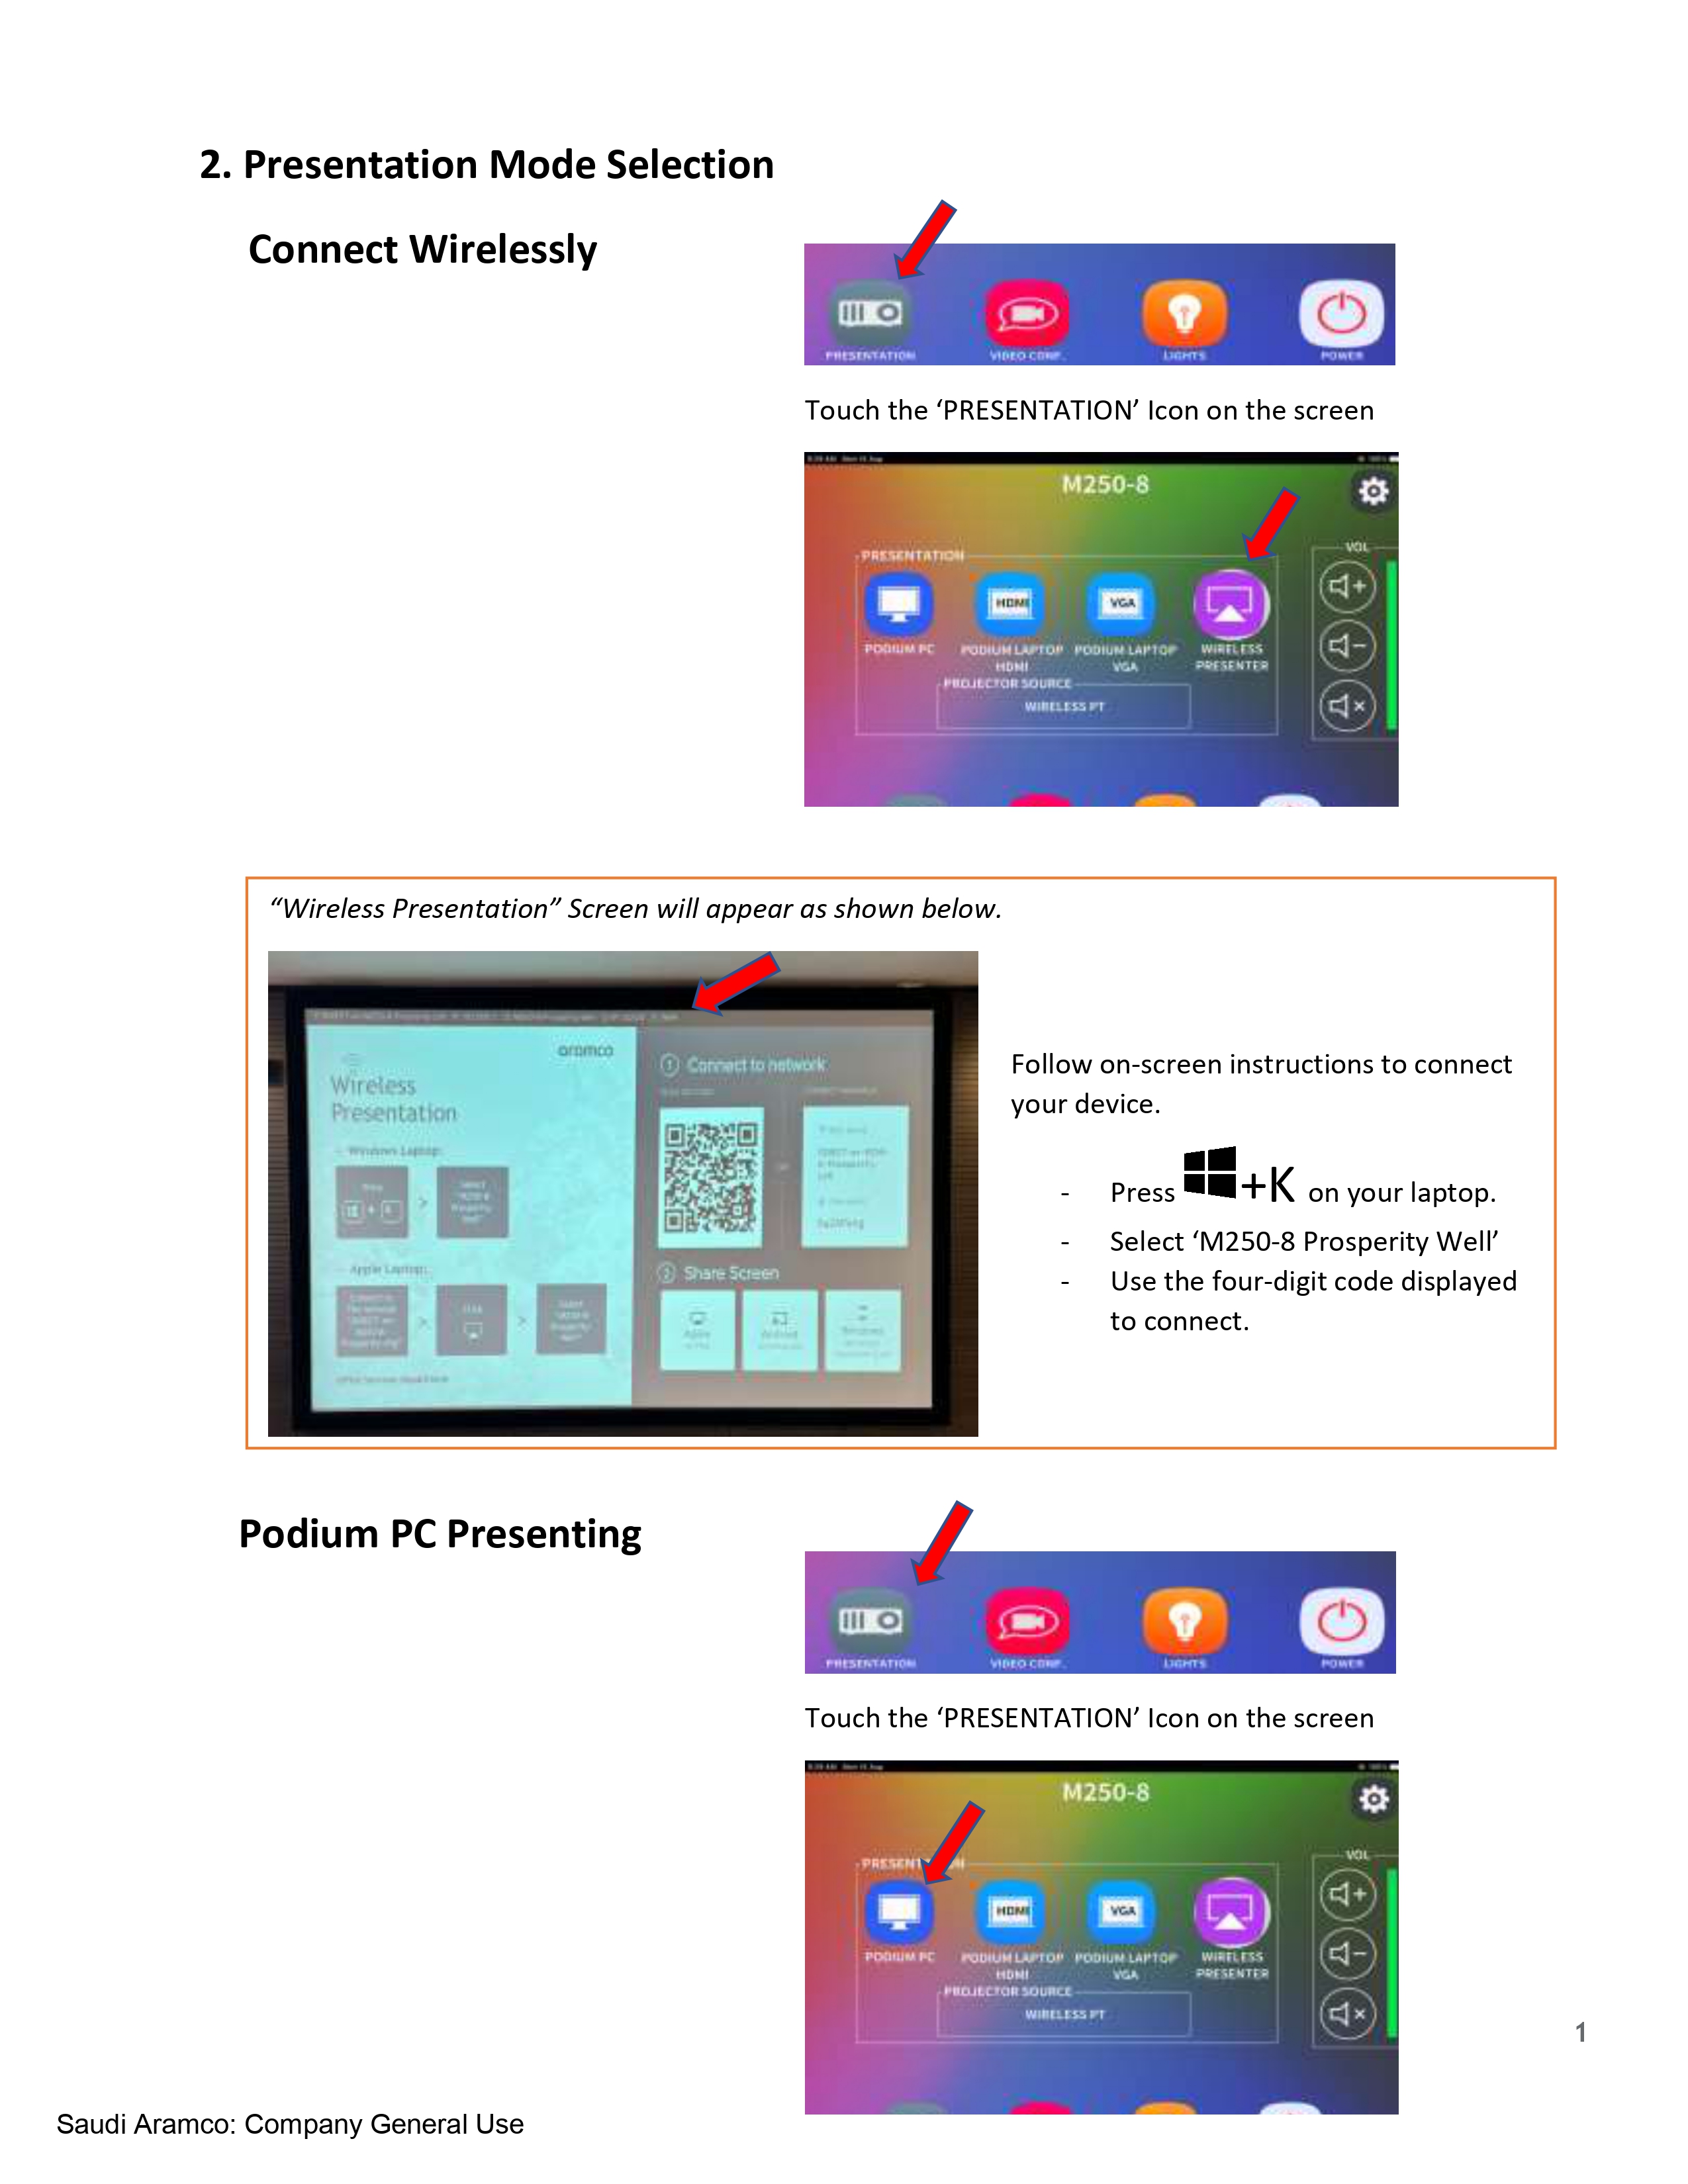 2. Presentation Mode Selection
Connect Wirelessly
PRESENTATION
VIDEO CONF.
LIGHTS
POWER
Touch the ‘PRESENTATION’ Icon on the screen
M250-8
PRESENTATION
VOL
HDMI
VGA
PODIUM PC
PODIUM LAPTOP
HDMI
PODIUM LAPTOP
VGA
WIRELESS
PRESENTER
PROJECTOR SOURCE
WIRELESS PT
“Wireless Presentation” Screen will appear as shown below.
aramco
Wireless
Presentation
Windows Laptop:
Apple Laptop:
1 Connect to network
2 Share Screen
Follow on-screen instructions to connect
your device.
- Press +K on your laptop.
- Select ‘M250-8 Prosperity Well’
- Use the four-digit code displayed
to connect.
Podium PC Presenting
PRESENTATION
VIDEO CONF.
LIGHTS
POWER
Touch the ‘PRESENTATION’ Icon on the screen
M250-8
VOL
HDMI
VGA
PODIUM PC
PODIUM LAPTOP
HDMI
PODIUM LAPTOP
VGA
WIRELESS
PRESENTER
PROJECTOR SOURCE
WIRELESS PT
1
Saudi Aramco: Company General Use